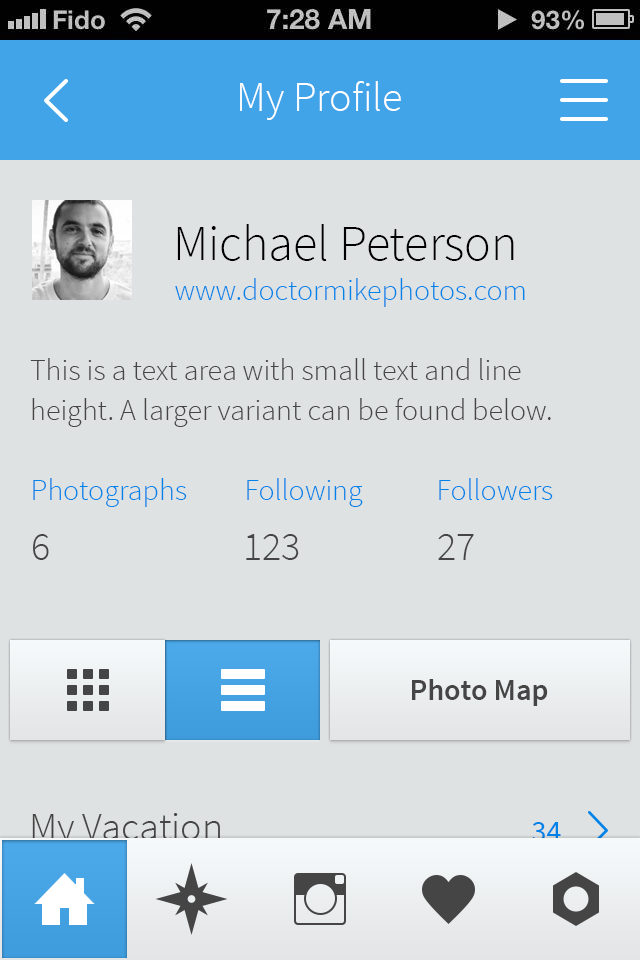 Fido 7:28 AM 93%
My Profile
Michael Peterson
www.doctormikephotos.com
This is a text area with small text and line
height. A larger variant can be found below.
Photographs Following Followers
6 123 27
Photo Map
My Vacation 34